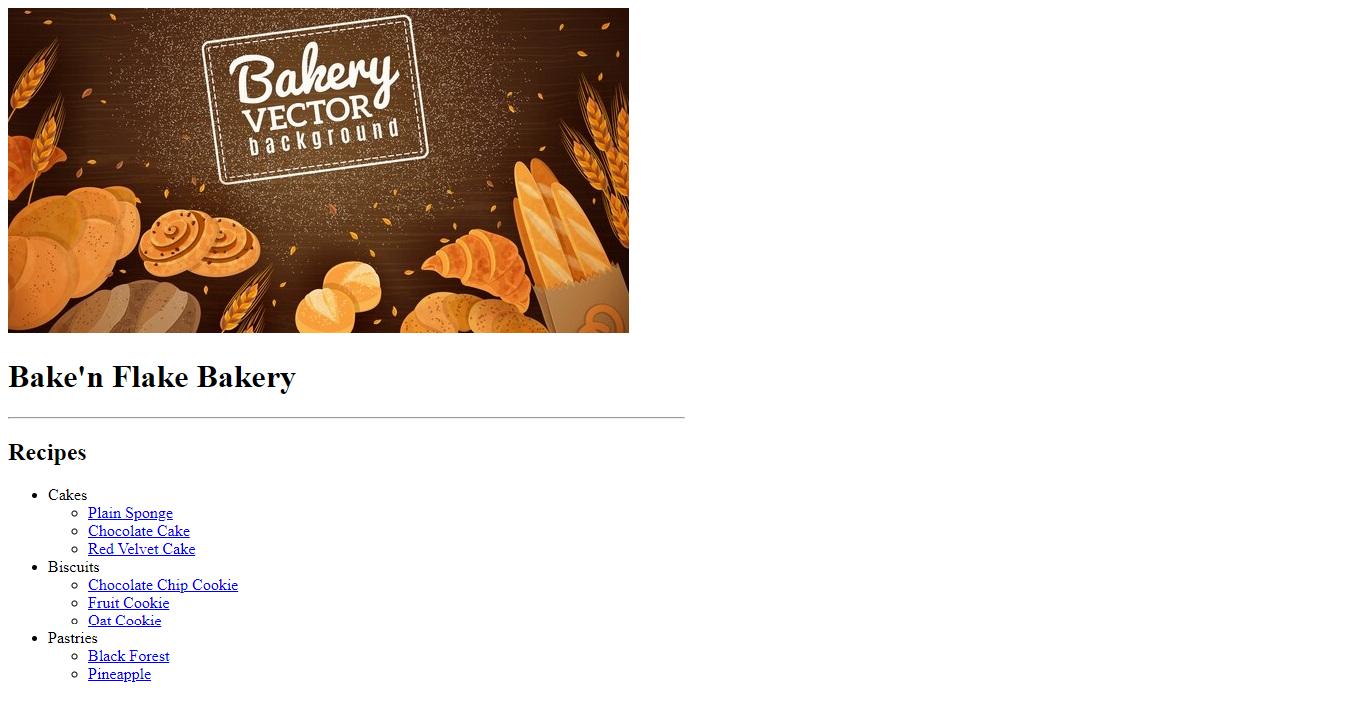 Bakery
VECTOR
background
Bake'n Flake Bakery
Recipes
Cakes
Plain Sponge
Chocolate Cake
Red Velvet Cake
Biscuits
Chocolate Chip Cookie
Fruit Cookie
Oat Cookie
Pastries
Black Forest
Pineapple